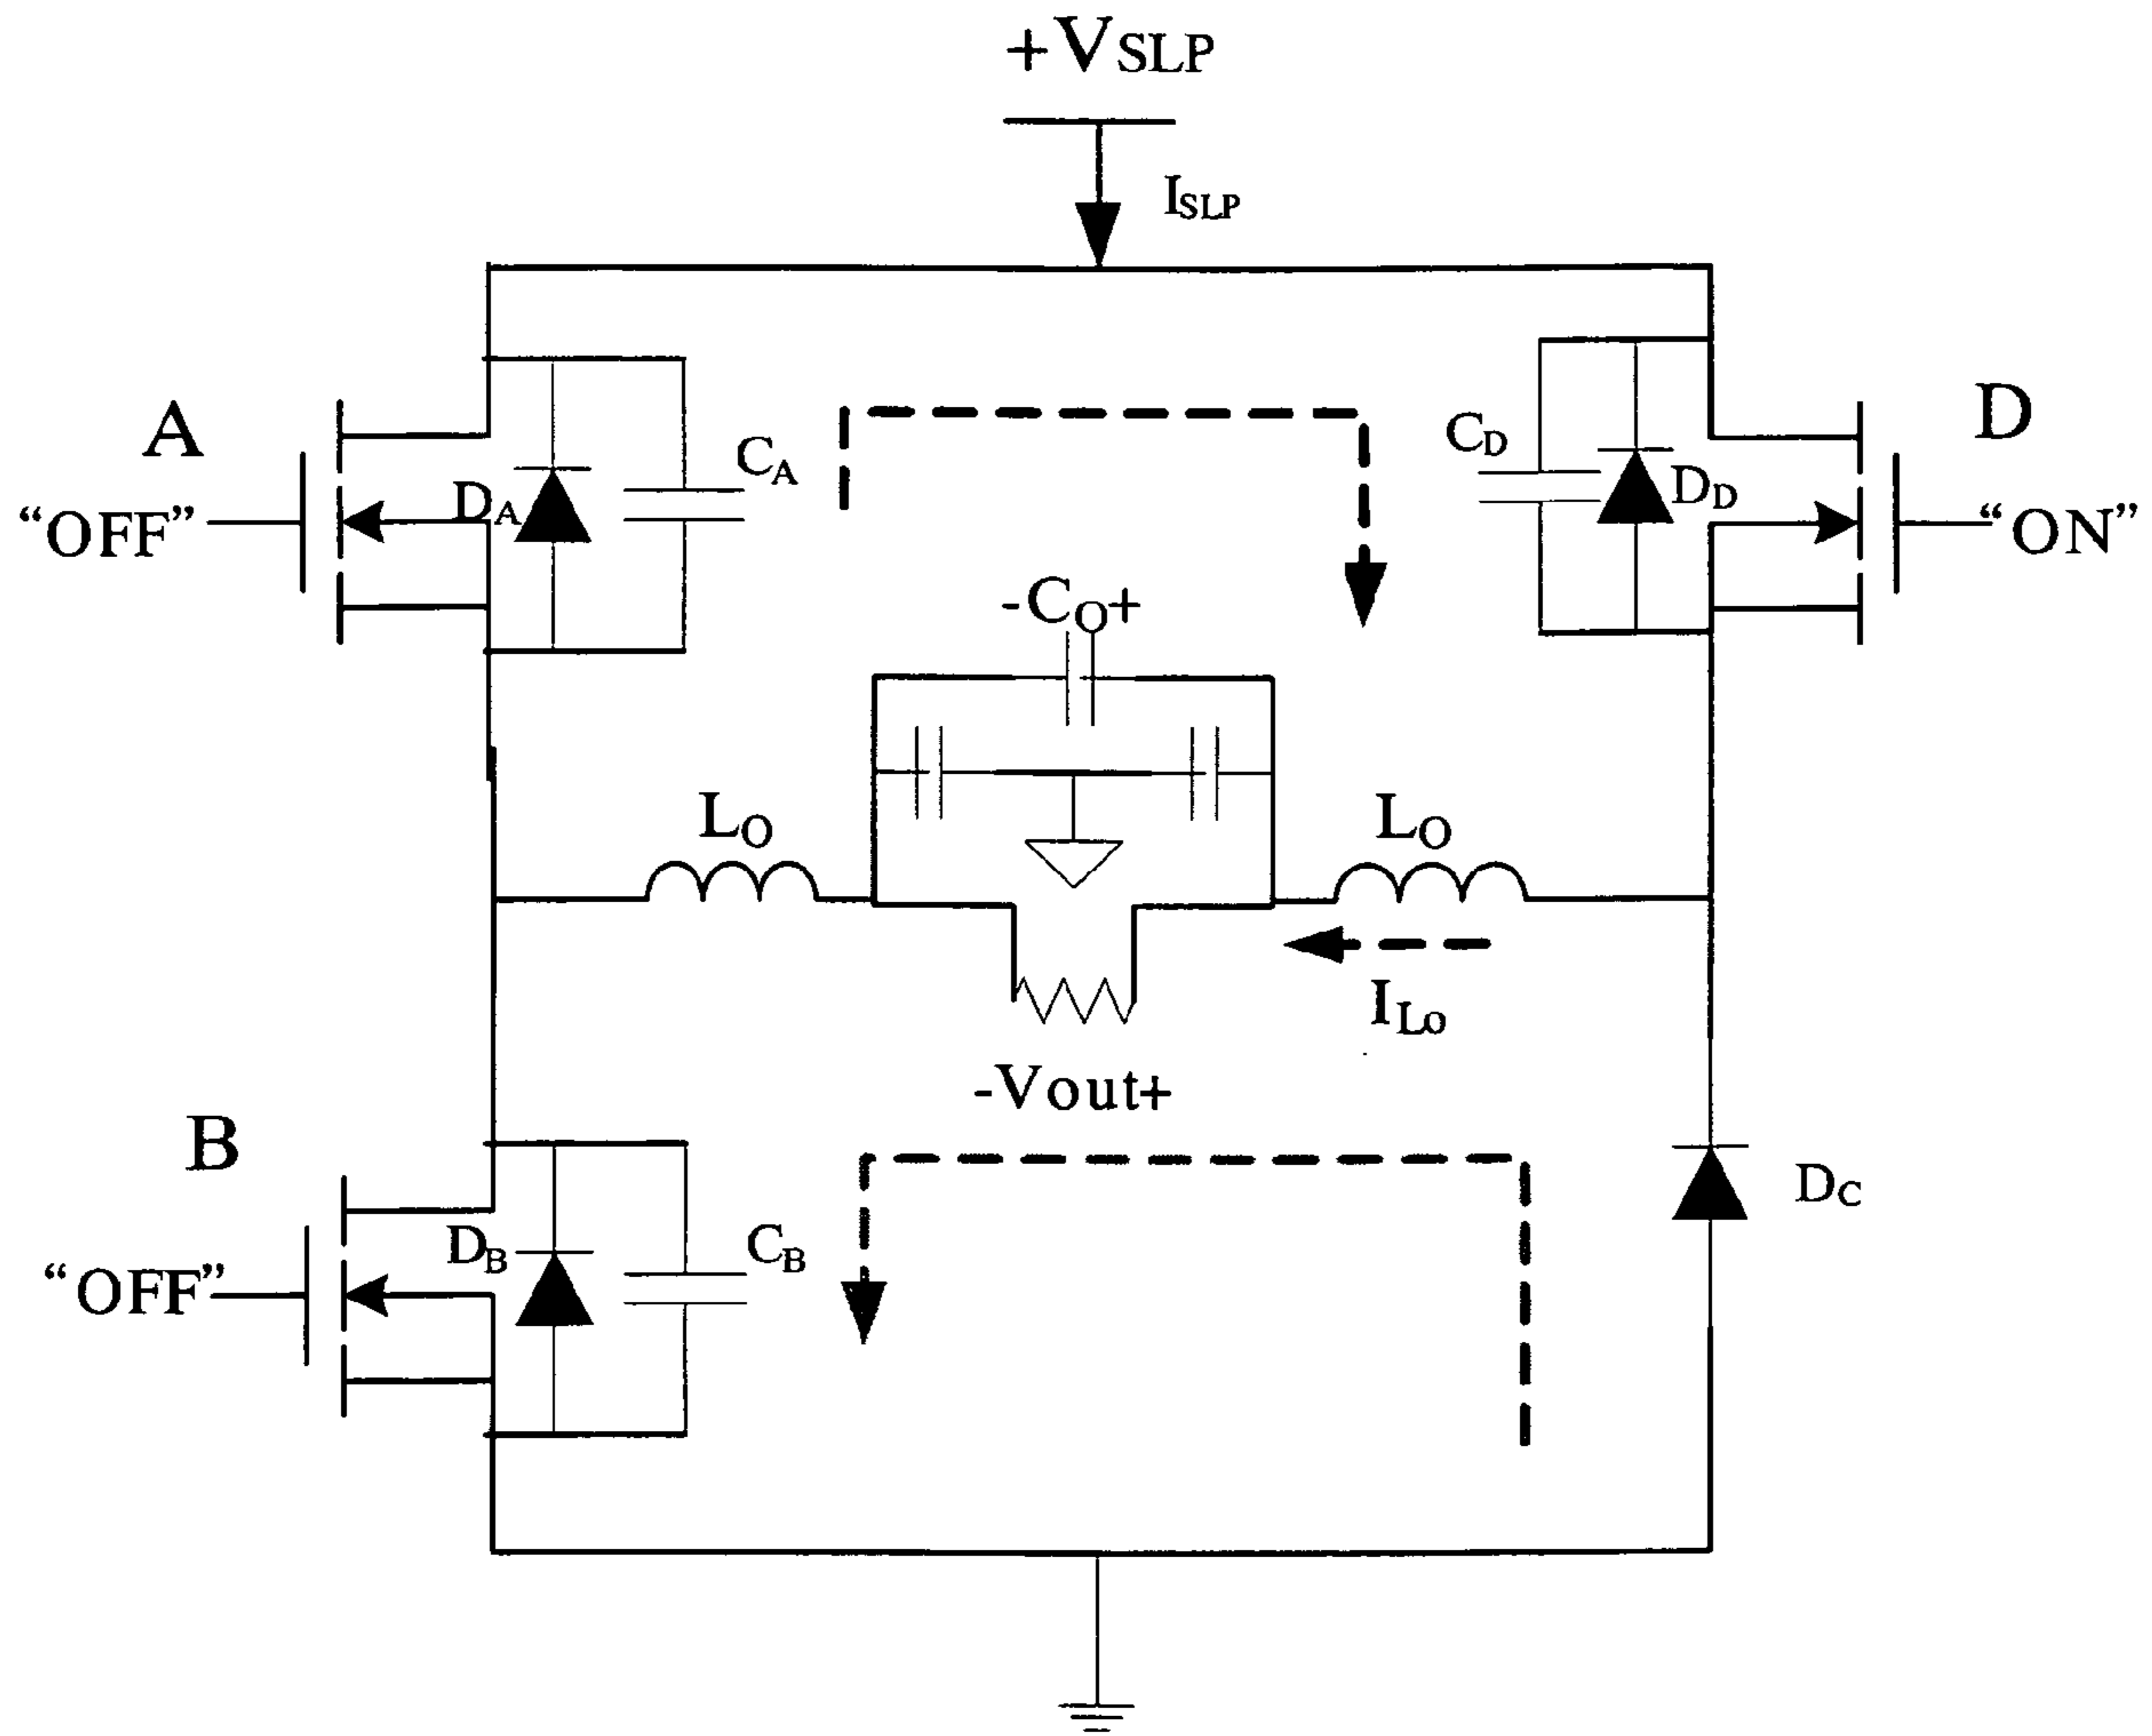 +VSLP
ISLP
A
"OFF"
DA
CA
CD
DD
D
"ON"
-CO+
LO
LO
ILo
-Vout+
B
"OFF"
DB
CB
DC